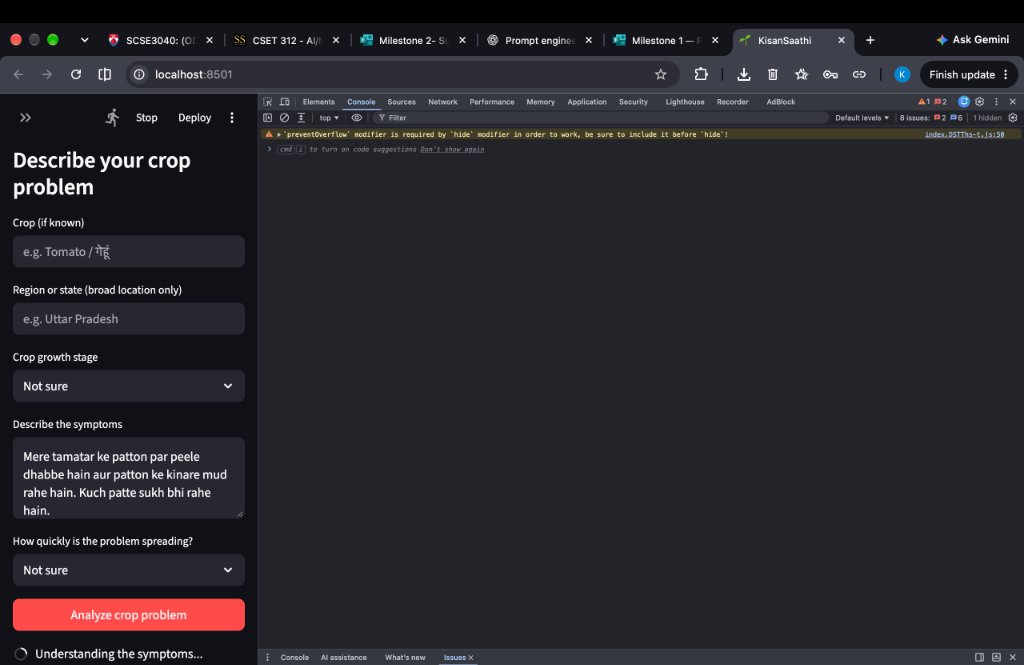 SCSE3040: (O
CSET 312 - AI/
Milestone 2- S
Prompt engine
Milestone 1 —
KisanSaathi
Ask Gemini
localhost:8501
K
Finish update
Stop
Deploy
Describe your crop
problem
Crop (if known)
e.g. Tomato / गेहूं
Region or state (broad location only)
e.g. Uttar Pradesh
Crop growth stage
Not sure
Describe the symptoms
Mere tamatar ke patton par peele
dhabbe hain aur patton ke kinare mud
rahe hain. Kuch patte sukh bhi rahe
hain.
How quickly is the problem spreading?
Not sure
Analyze crop problem
Understanding the symptoms...
Elements Console Sources Network Performance Memory Application Security Lighthouse Recorder AdBlock 1 2
top Filter Default levels 8 issues: 2 6 1 hidden
`preventOverflow` modifier is required by `hide` modifier in order to work, be sure to include it before `hide`! index.DSTThs-t.js:50
cmd i to turn on code suggestions Don't show again
Console AI assistance What's new Issues